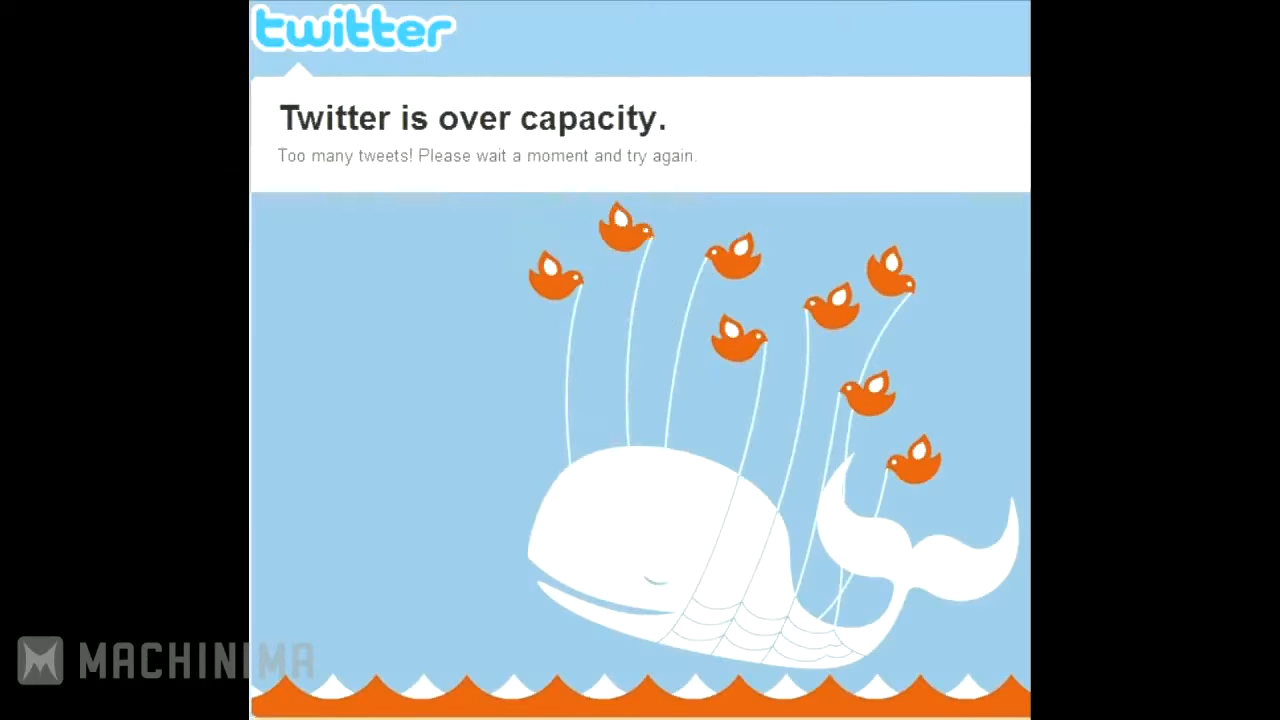 twitter
Twitter is over capacity.
Too many tweets! Please wait a moment and try again.
MACHINIMA